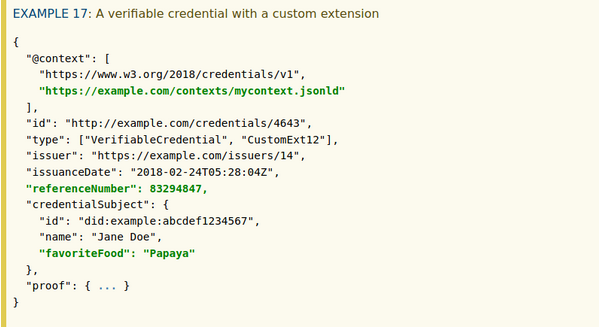 EXAMPLE 17: A verifiable credential with a custom extension
{
  "@context": [
    "https://www.w3.org/2018/credentials/v1",
    "https://example.com/contexts/mycontext.jsonld"
  ],
  "id": "http://example.com/credentials/4643",
  "type": ["VerifiableCredential", "CustomExt12"],
  "issuer": "https://example.com/issuers/14",
  "issuanceDate": "2018-02-24T05:28:04Z",
  "referenceNumber": 83294847,
  "credentialSubject": {
    "id": "did:example:abcdef1234567",
    "name": "Jane Doe",
    "favoriteFood": "Papaya"
  },
  "proof": { ... }
}